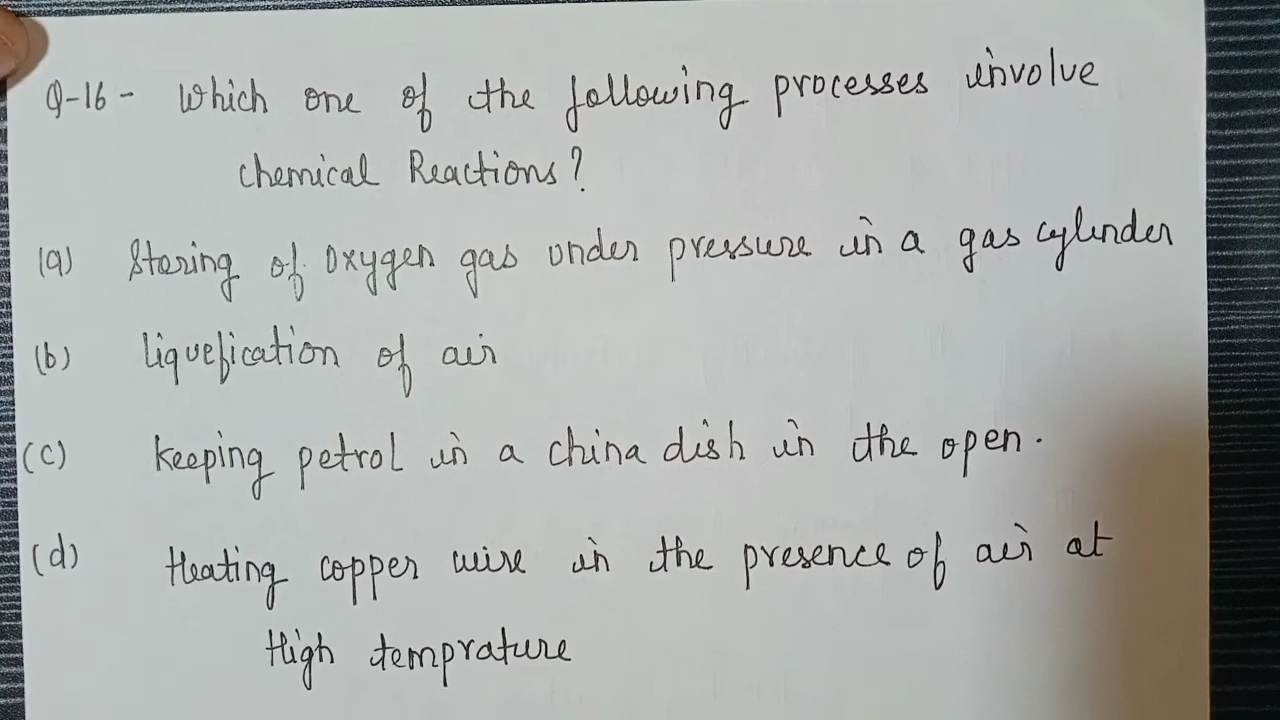 Q-16- Which one of the following processes involve
chemical Reactions?
(a) Storing of oxygen gas under pressure in a gas cylinder
(b) liquefication of air
(c) keeping petrol in a china dish in the open.
(d) Heating copper wire in the presence of air at
High temprature